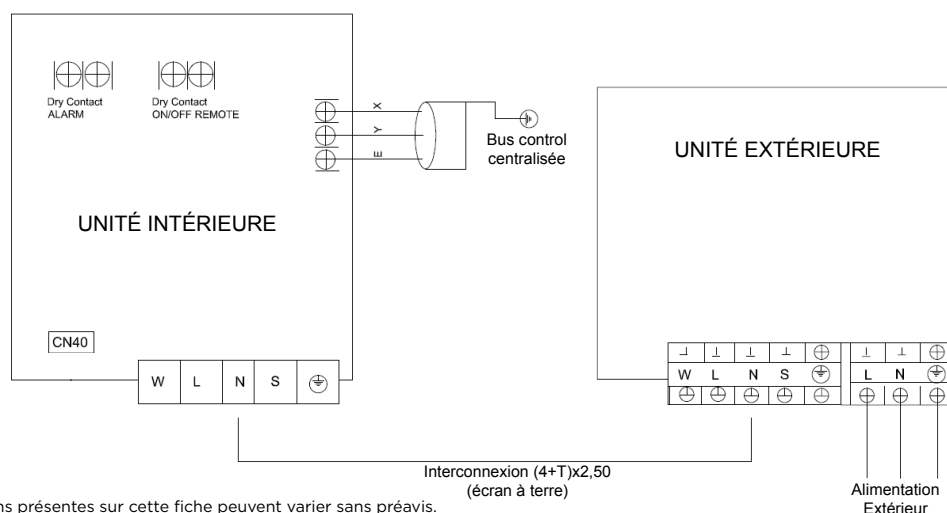 Dry Contact
ALARM
Dry Contact
ON/OFF REMOTE
X
Y
E
Bus control
centralisée
UNITÉ INTÉRIEURE
UNITÉ EXTÉRIEURE
CN40
W L N S
W L N S L N
Interconnexion (4+T)x2,50
(écran à terre)
Alimentation
Extérieur
ns présentes sur cette fiche peuvent varier sans préavis.